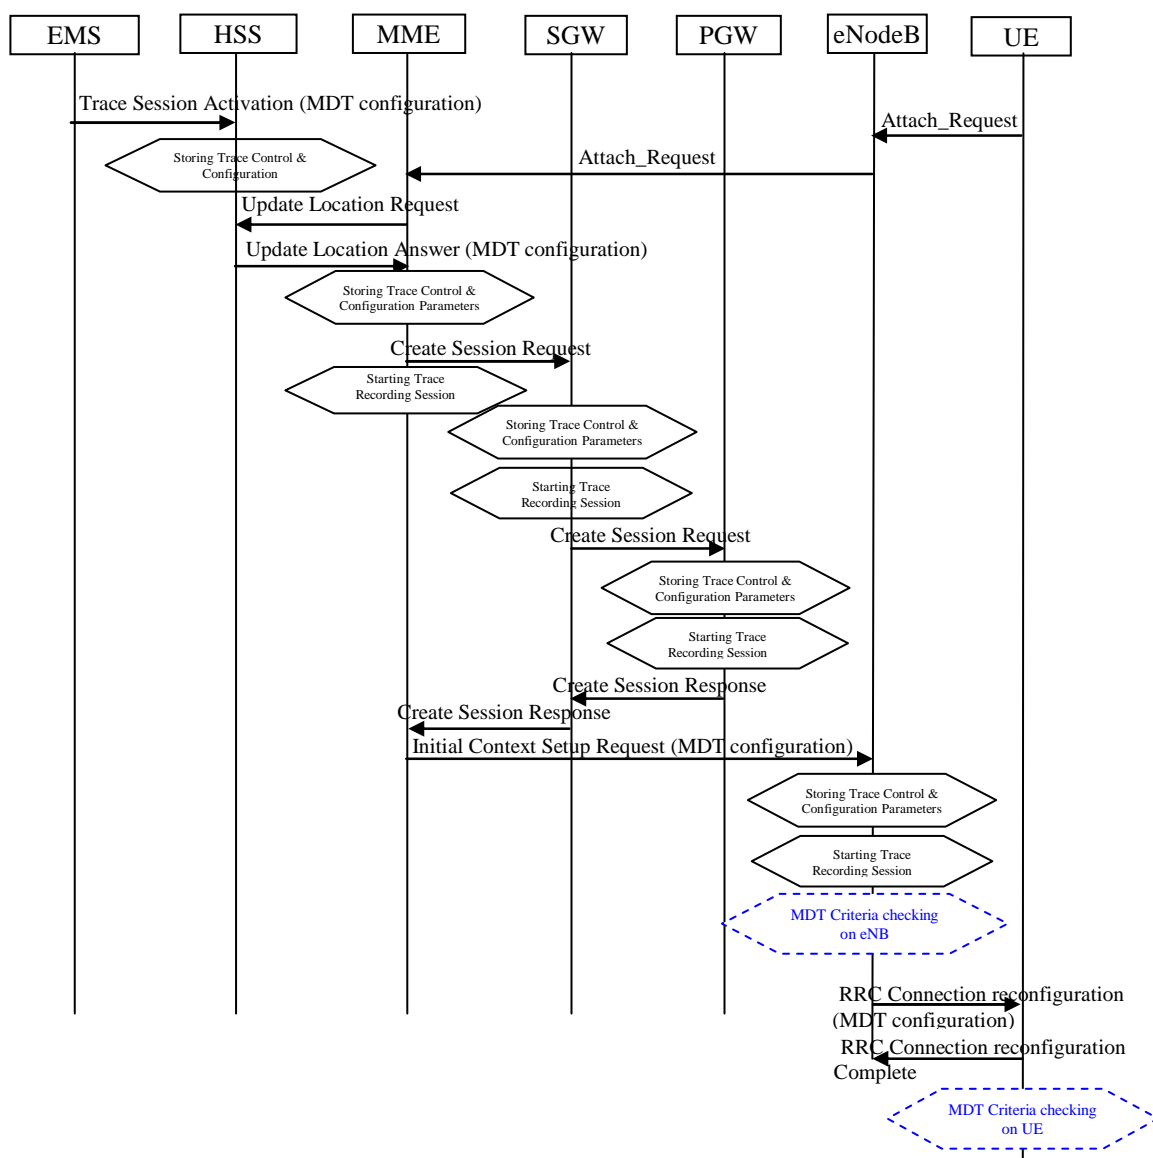 EMS
HSS
MME
SGW
PGW
eNodeB
UE
Trace Session Activation (MDT configuration)
Attach_Request
Storing Trace Control &
Configuration
Attach_Request
Update Location Request
Update Location Answer (MDT configuration)
Storing Trace Control &
Configuration Parameters
Create Session Request
Starting Trace
Recording Session
Storing Trace Control &
Configuration Parameters
Starting Trace
Recording Session
Create Session Request
Storing Trace Control &
Configuration Parameters
Starting Trace
Recording Session
Create Session Response
Create Session Response
Initial Context Setup Request (MDT configuration)
Storing Trace Control &
Configuration Parameters
Starting Trace
Recording Session
MDT Criteria checking
on eNB
RRC Connection reconfiguration
(MDT configuration)
RRC Connection reconfiguration
Complete
MDT Criteria checking
on UE